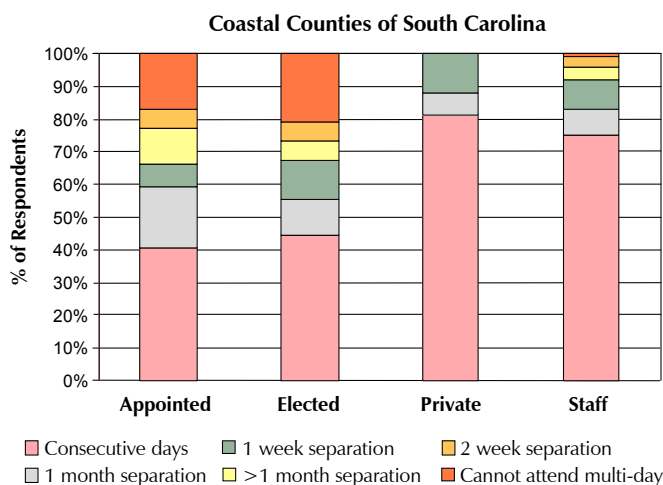 Coastal Counties of South Carolina
% of Respondents
100%
90%
80%
70%
60%
50%
40%
30%
20%
10%
0%
Appointed Elected Private Staff
Consecutive days 1 week separation 2 week separation
1 month separation >1 month separation Cannot attend multi-day